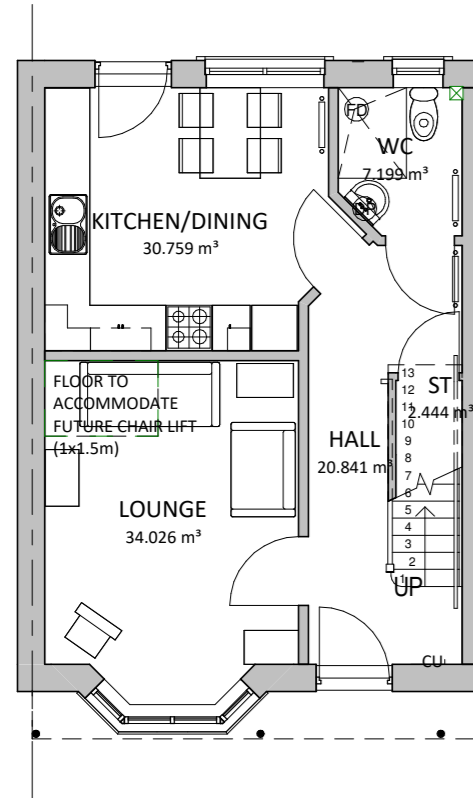 FD
WC
7.199 m³
KITCHEN/DINING
30.759 m³
FLOOR TO
ACCOMMODATE
FUTURE CHAIR LIFT
(1x1.5m)
LOUNGE
34.026 m³
HALL
20.841 m³
ST
2.444 m³
13
12
11
10
9
8
7
6
5
4
3
2
1
UP
CU